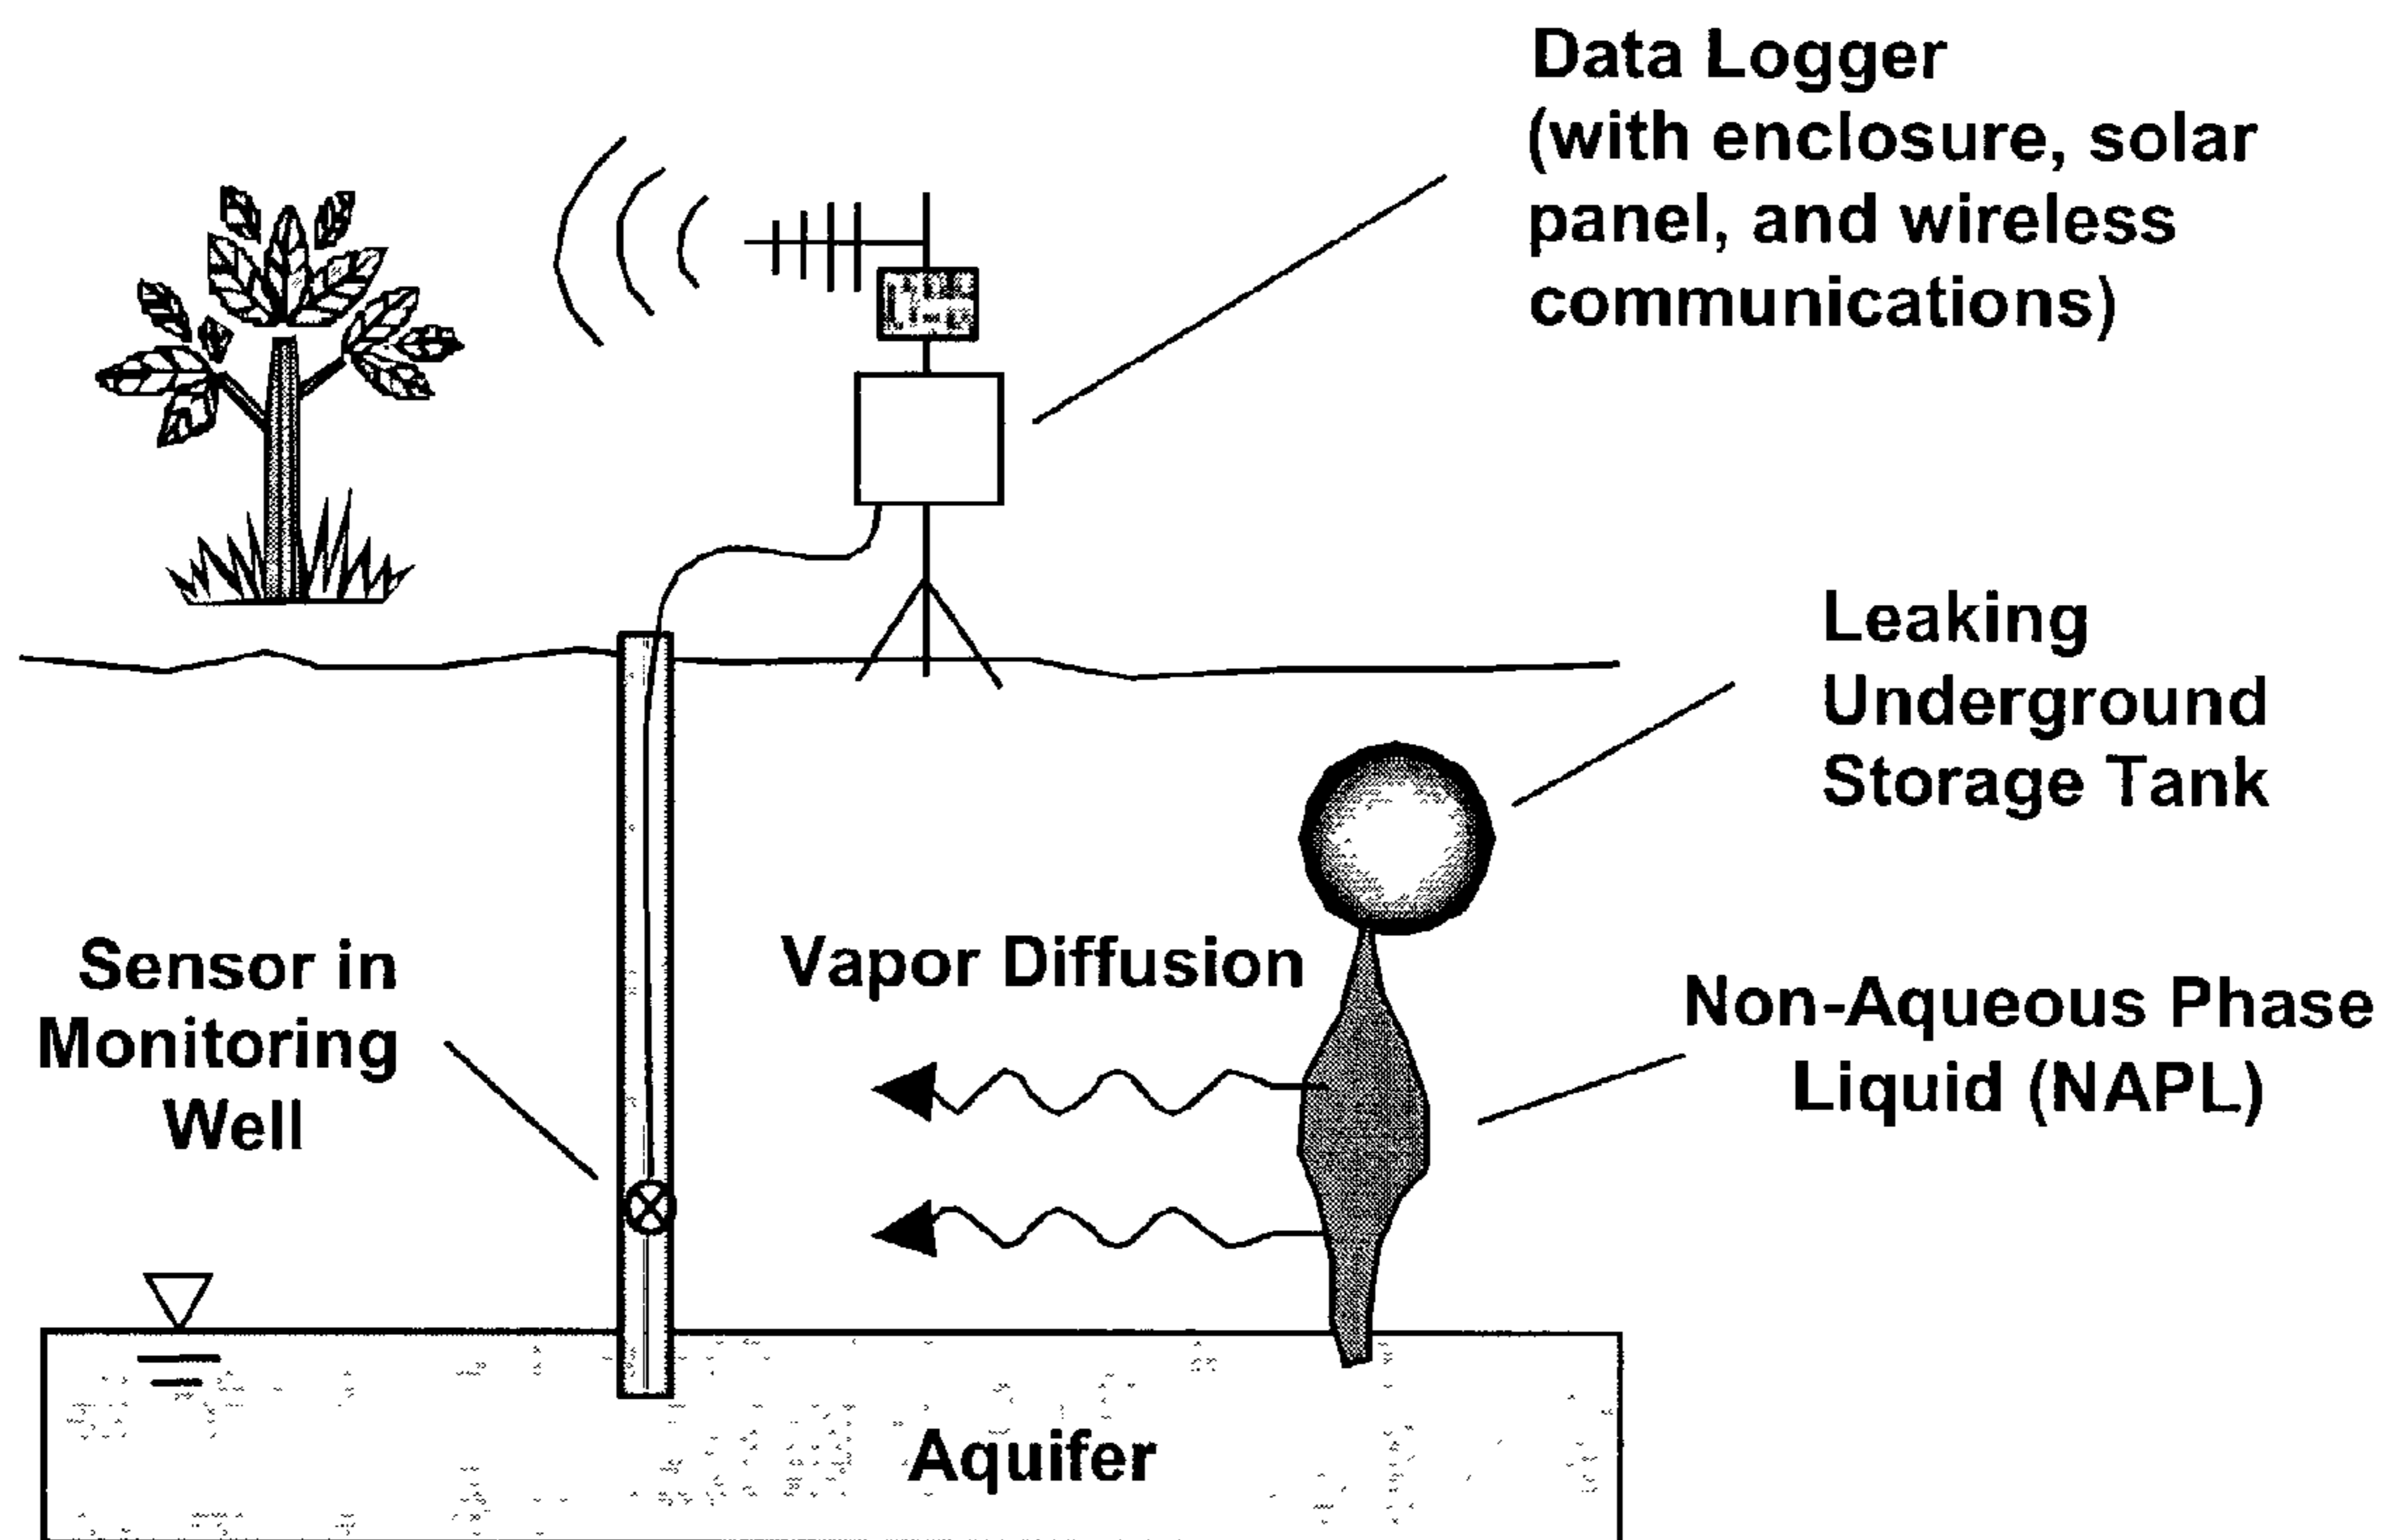 Data Logger
(with enclosure, solar
panel, and wireless
communications)
Leaking
Underground
Storage Tank
Sensor in
Monitoring
Well
Vapor Diffusion
Non-Aqueous Phase
Liquid (NAPL)
Aquifer